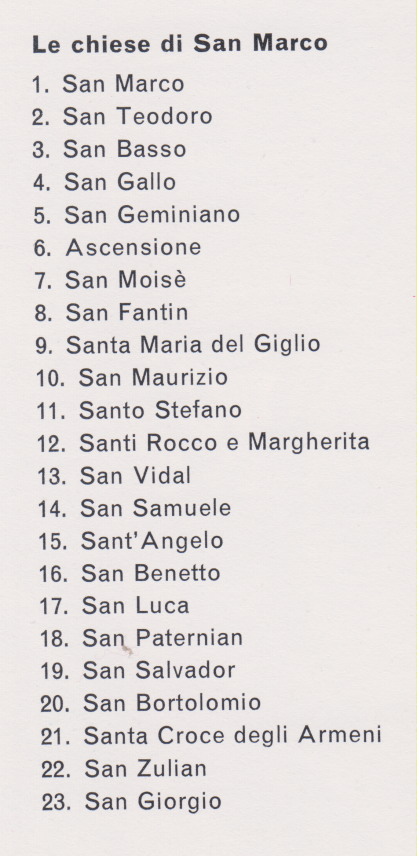 Le chiese di San Marco
1. San Marco
2. San Teodoro
3. San Basso
4. San Gallo
5. San Geminiano
6. Ascensione
7. San Moisè
8. San Fantin
9. Santa Maria del Giglio
10. San Maurizio
11. Santo Stefano
12. Santi Rocco e Margherita
13. San Vidal
14. San Samuele
15. Sant'Angelo
16. San Benetto
17. San Luca
18. San Paternian
19. San Salvador
20. San Bortolomio
21. Santa Croce degli Armeni
22. San Zulian
23. San Giorgio